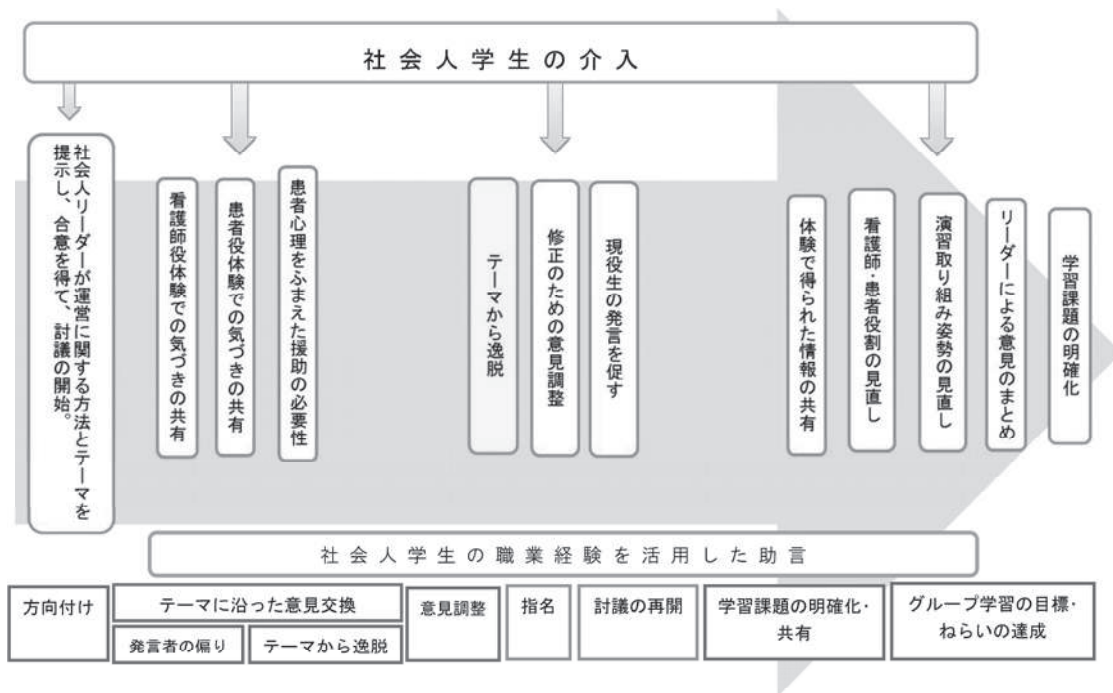 社会人学生の介入
社会人リーダーが運営に関する方法とテーマを
提示し、合意を得て、討議の開始。
看護師役体験での気づきの共有
患者役体験での気づきの共有
患者心理をふまえた援助の必要性
テーマから逸脱
修正のための意見調整
現役生の発言を促す
体験で得られた情報の共有
看護師・患者役割の見直し
演習取り組み姿勢の見直し
リーダーによる意見のまとめ
学習課題の明確化
社会人学生の職業経験を活用した助言
方向付け
テーマに沿った意見交換
発言者の偏り
テーマから逸脱
意見調整
指名
討議の再開
学習課題の明確化・
共有
グループ学習の目標・
ねらいの達成